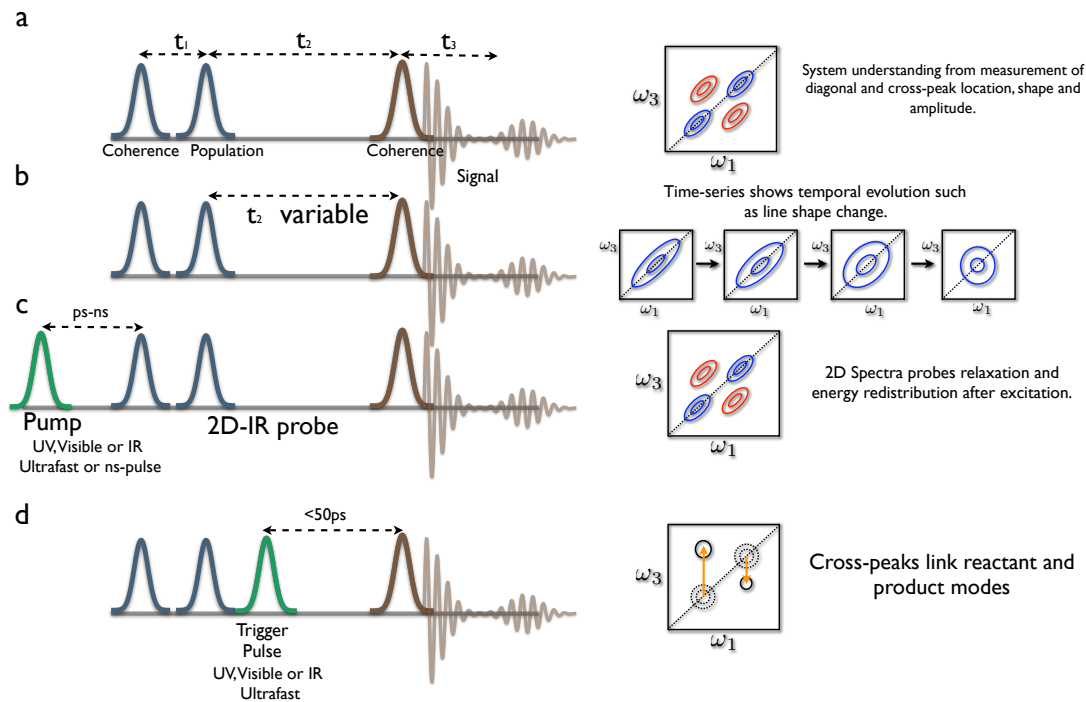 a
t₁
t₂
t₃
Coherence
Population
Coherence
Signal
ω₃
ω₁
System understanding from measurement of
diagonal and cross-peak location, shape and
amplitude.
b
t₂ variable
Time-series shows temporal evolution such
as line shape change.
ω₃
ω₃
ω₃
ω₃
ω₁
ω₁
ω₁
ω₁
c
ps-ns
Pump
UV, Visible or IR
Ultrafast or ns-pulse
2D-IR probe
ω₃
ω₁
2D Spectra probes relaxation and
energy redistribution after excitation.
d
<50ps
Trigger
Pulse
UV, Visible or IR
Ultrafast
ω₃
ω₁
Cross-peaks link reactant and
product modes